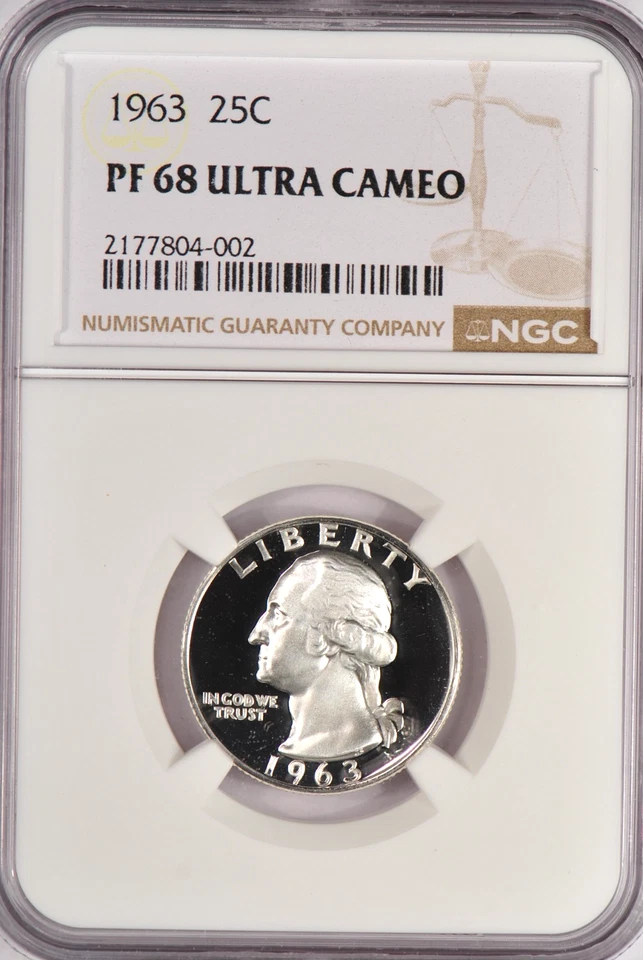 1963 25C
PF 68 ULTRA CAMEO
2177804-002
NUMISMATIC GUARANTY COMPANY NGC
LIBERTY
IN GOD WE
TRUST
1963